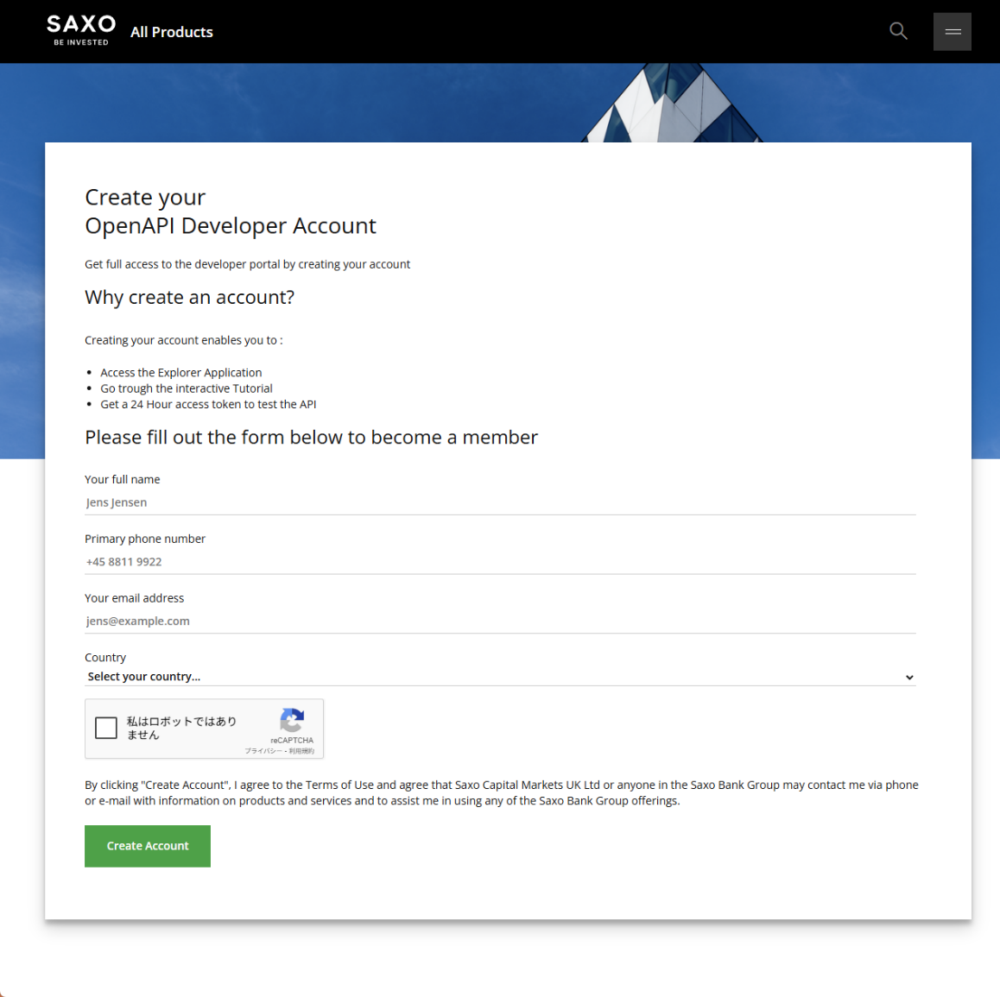 SAXO
BE INVESTED
All Products
Create your
OpenAPI Developer Account
Get full access to the developer portal by creating your account
Why create an account?
Creating your account enables you to :
Access the Explorer Application
Go trough the interactive Tutorial
Get a 24 Hour access token to test the API
Please fill out the form below to become a member
Your full name
Jens Jensen
Primary phone number
+45 8811 9922
Your email address
jens@example.com
Country
Select your country...
私はロボットではあり
ません
reCAPTCHA
プライバシー - 利用規約
By clicking "Create Account", I agree to the Terms of Use and agree that Saxo Capital Markets UK Ltd or anyone in the Saxo Bank Group may contact me via phone
or e-mail with information on products and services and to assist me in using any of the Saxo Bank Group offerings.
Create Account